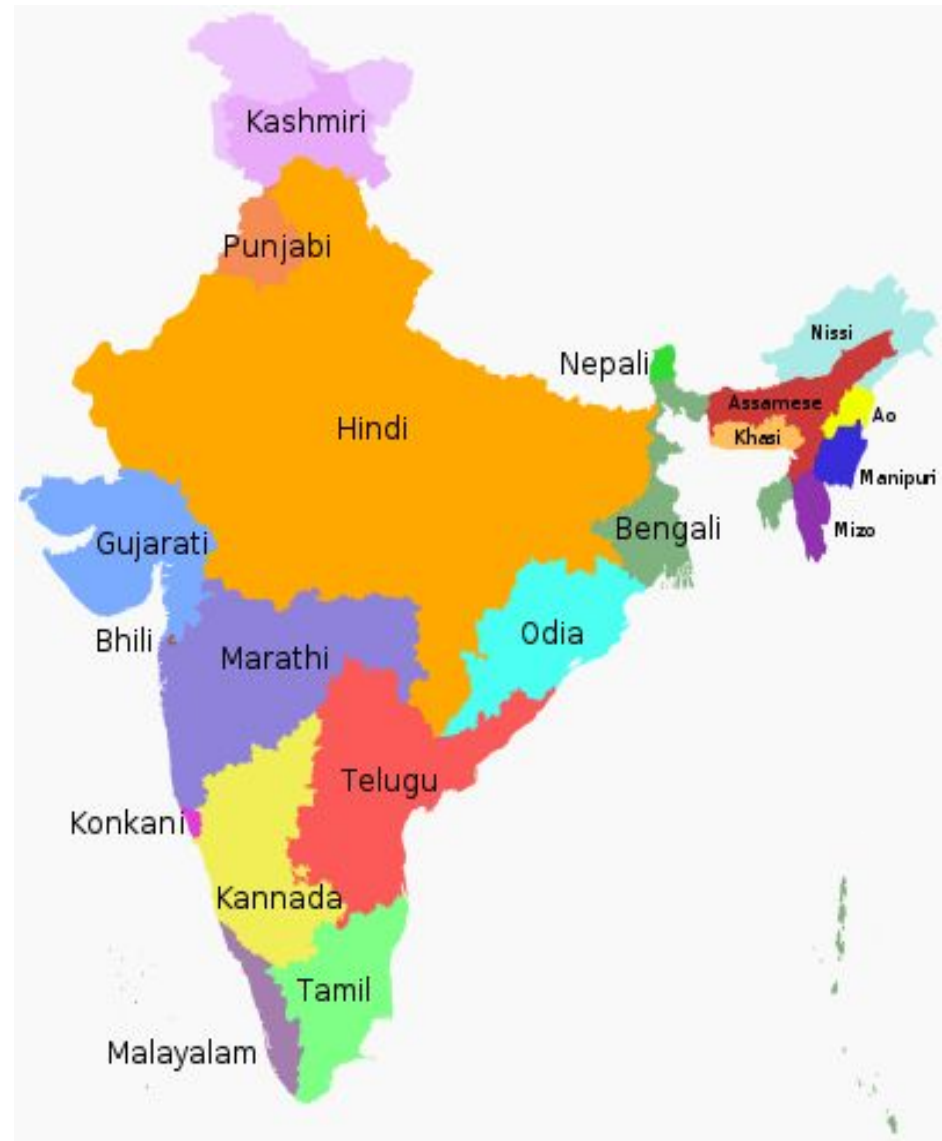 Kashmiri
Punjabi
Nissi
Nepali
Assamese
Ao
Hindi
Khasi
Manipuri
Bengali
Mizo
Gujarati
Bhili
Odia
Marathi
Telugu
Konkani
Kannada
Tamil
Malayalam